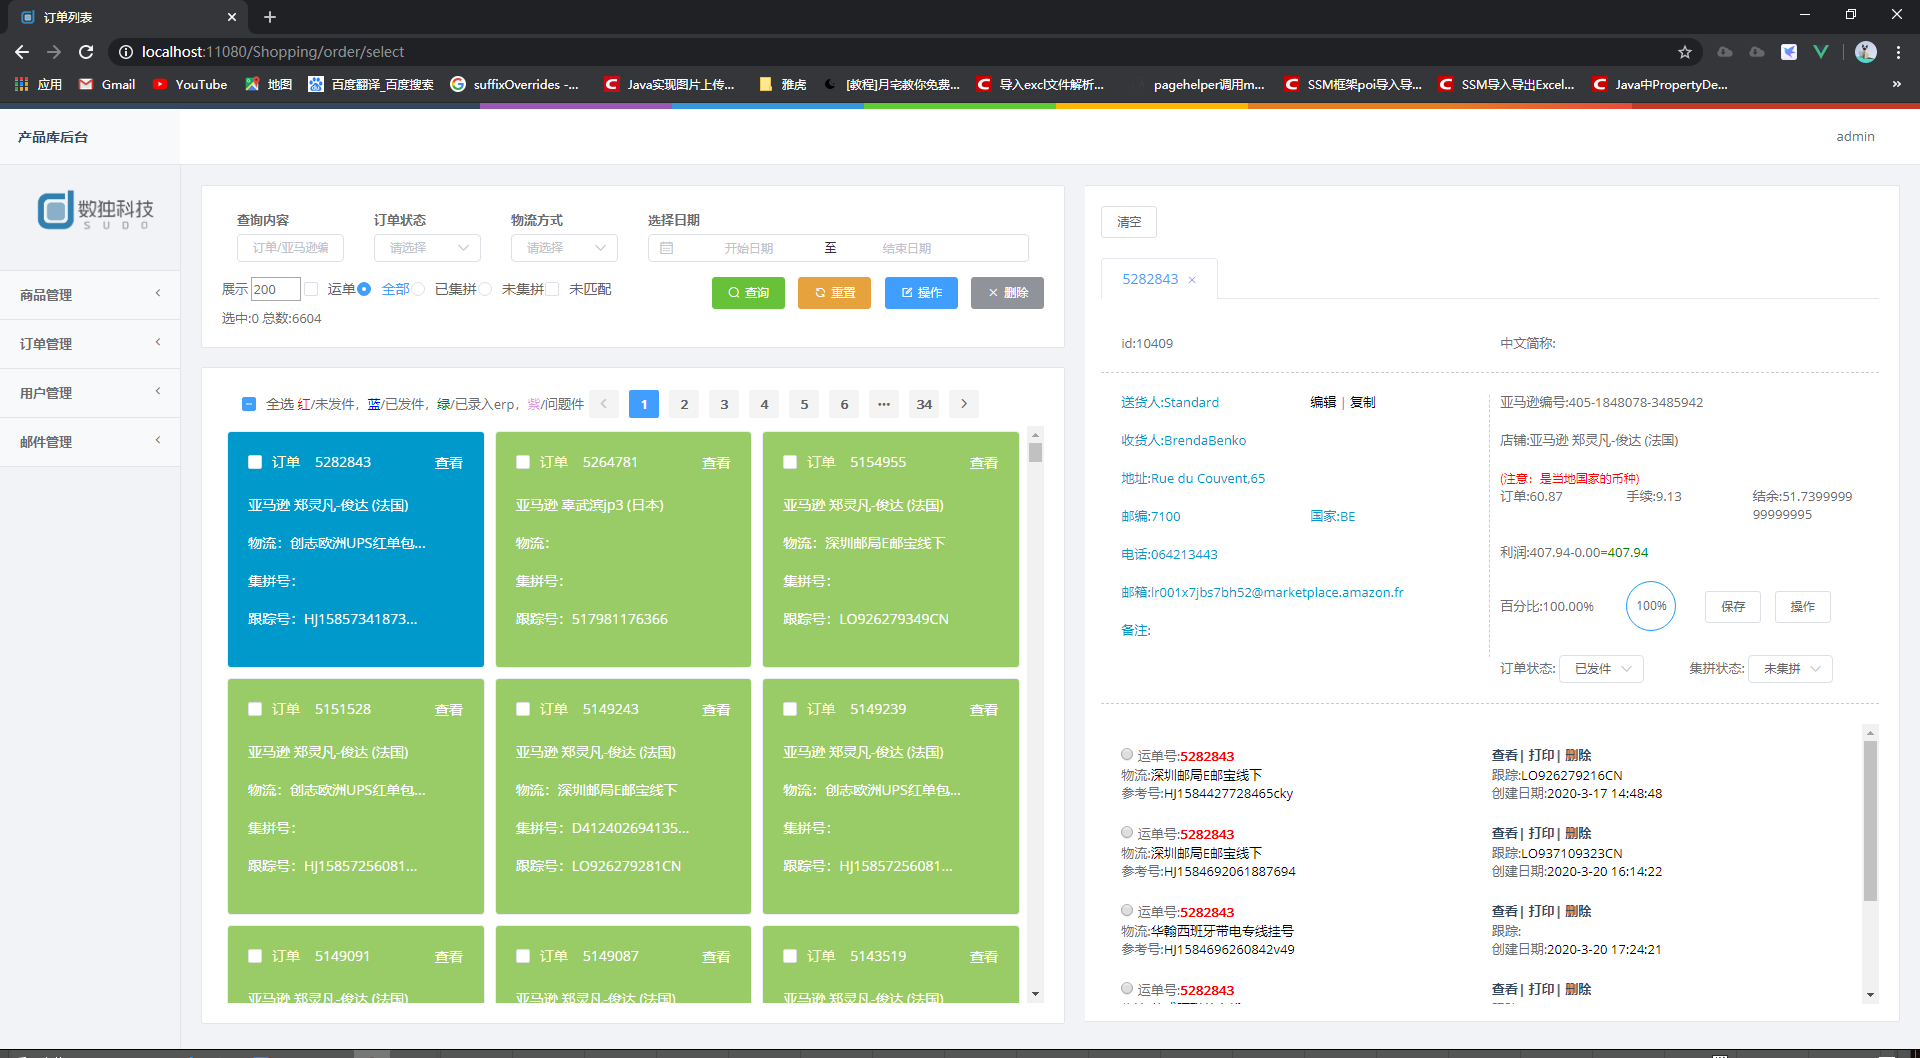 订单列表
localhost:11080/Shopping/order/select
应用 Gmail YouTube 地图 百度翻译_百度搜索 suffixOverrides -... Java实现图片上传... 雅虎 [教程]月宅教你免费... 导入excl文件解析... pagehelper调用m... SSM框架poi导入导... SSM导入导出Excel... Java中PropertyDe... »
产品库后台
admin
数独科技
SUDO
商品管理
订单管理
用户管理
邮件管理
查询内容 订单状态 物流方式 选择日期
订单/亚马逊编 请选择 请选择 开始日期 至 结束日期
展示 200 运单 全部 已集拼 未集拼 未匹配
查询 重置 操作 删除
选中:0 总数:6604
全选 红/未发件，蓝/已发件，绿/已录入erp，紫/问题件 1 2 3 4 5 6 ••• 34
订单 5282843 查看
亚马逊 郑灵凡-俊达 (法国)
物流：创志欧洲UPS红单包...
集拼号：
跟踪号：HJ15857341873...
订单 5264781 查看
亚马逊 辜武滨jp3 (日本)
物流：
集拼号：
跟踪号：517981176366
订单 5154955 查看
亚马逊 郑灵凡-俊达 (法国)
物流：深圳邮局E邮宝线下
集拼号：
跟踪号：LO926279349CN
订单 5151528 查看
亚马逊 郑灵凡-俊达 (法国)
物流：创志欧洲UPS红单包...
集拼号：
跟踪号：HJ15857256081...
订单 5149243 查看
亚马逊 郑灵凡-俊达 (法国)
物流：深圳邮局E邮宝线下
集拼号：D412402694135...
跟踪号：LO926279281CN
订单 5149239 查看
亚马逊 郑灵凡-俊达 (法国)
物流：创志欧洲UPS红单包...
集拼号：
跟踪号：HJ15857256081...
订单 5149091 查看
亚马逊 郑灵凡-俊达 (法国)
订单 5149087 查看
亚马逊 郑灵凡-俊达 (法国)
订单 5143519 查看
亚马逊 郑灵凡-俊达 (法国)
清空
5282843
id:10409 中文简称:
送货人:Standard 编辑 | 复制
收货人:BrendaBenko
地址:Rue du Couvent,65
邮编:7100 国家:BE
电话:064213443
邮箱:lr001x7jbs7bh52@marketplace.amazon.fr
备注:
亚马逊编号:405-1848078-3485942
店铺:亚马逊 郑灵凡-俊达 (法国)
(注意：是当地国家的币种)
订单:60.87 手续:9.13 结余:51.7399999
99999995
利润:407.94-0.00=407.94
百分比:100.00% 100% 保存 操作
订单状态: 已发件 集拼状态: 未集拼
运单号:5282843 查看| 打印| 删除
物流:深圳邮局E邮宝线下 跟踪:LO926279216CN
参考号:HJ1584427728465cky 创建日期:2020-3-17 14:48:48
运单号:5282843 查看| 打印| 删除
物流:深圳邮局E邮宝线下 跟踪:LO937109323CN
参考号:HJ1584692061887694 创建日期:2020-3-20 16:14:22
运单号:5282843 查看| 打印| 删除
物流:华翰西班牙带电专线挂号 跟踪:
参考号:HJ1584696260842v49 创建日期:2020-3-20 17:24:21
运单号:5282843 查看| 打印| 删除